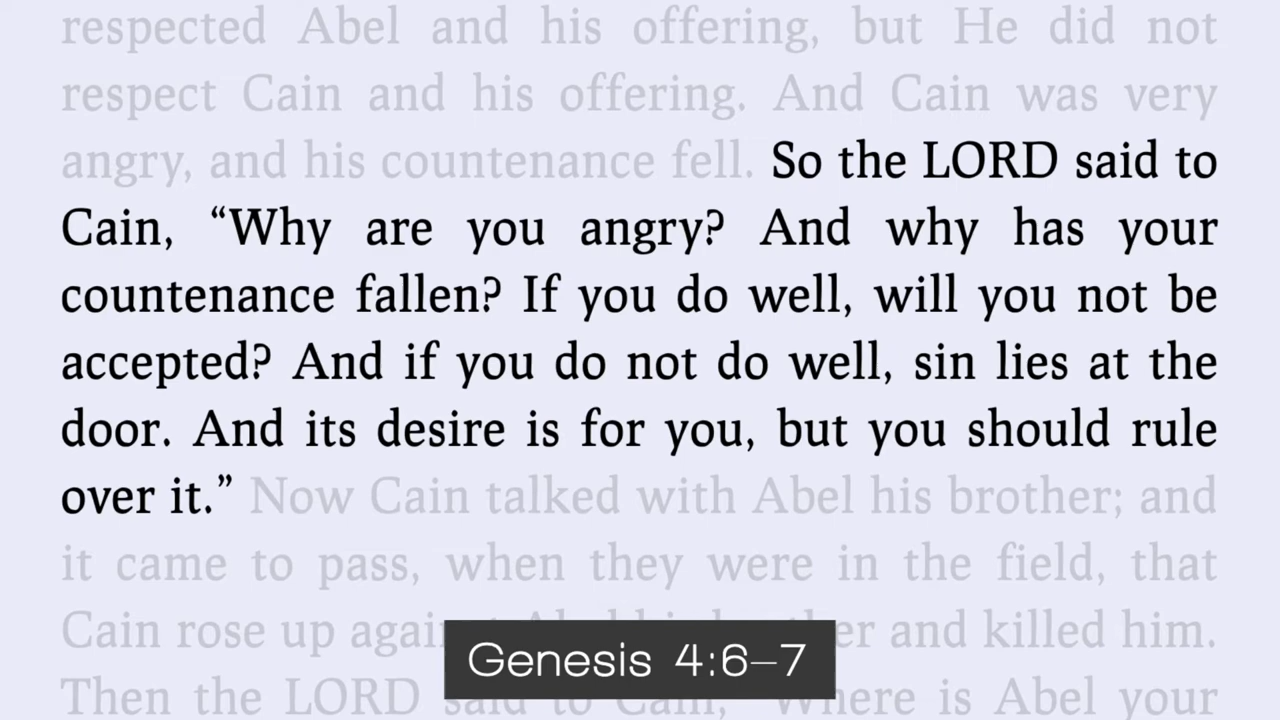 respected Abel and his offering, but He did not
respect Cain and his offering. And Cain was very
angry, and his countenance fell. So the LORD said to
Cain, “Why are you angry? And why has your
countenance fallen? If you do well, will you not be
accepted? And if you do not do well, sin lies at the
door. And its desire is for you, but you should rule
over it.” Now Cain talked with Abel his brother; and
it came to pass, when they were in the field, that
Cain rose up and killed him.
Then the LORD said to Cain, is Abel your
Genesis 4:6–7